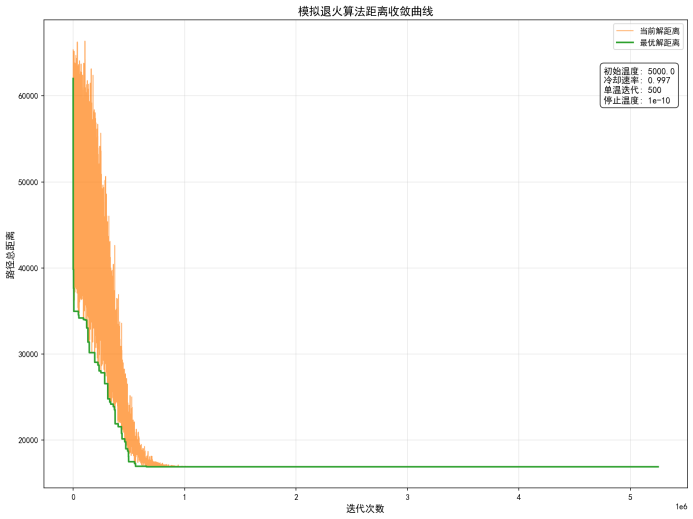 模拟退火算法距离收敛曲线
当前解距离
最优解距离
初始温度: 5000.0
冷却速率: 0.997
单温迭代: 500
停止温度: 1e-10
路径总距离
60000
50000
40000
30000
20000
0
1
2
3
4
5
1e6
迭代次数